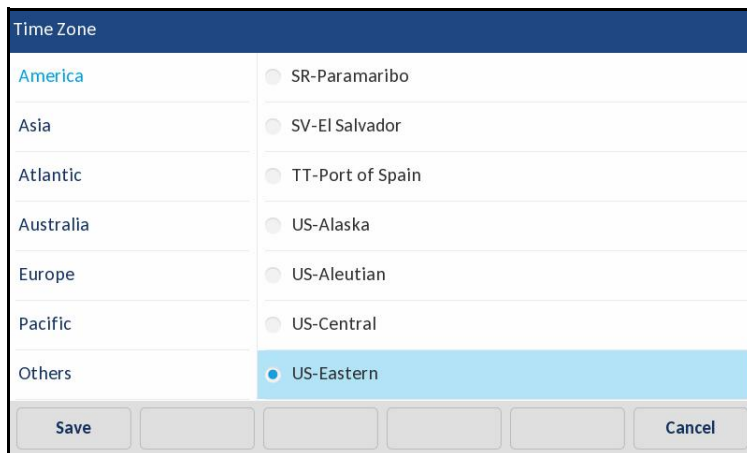 Time Zone
America
SR-Paramaribo
Asia
SV-El Salvador
Atlantic
TT-Port of Spain
Australia
US-Alaska
Europe
US-Aleutian
Pacific
US-Central
Others
US-Eastern
Save
Cancel